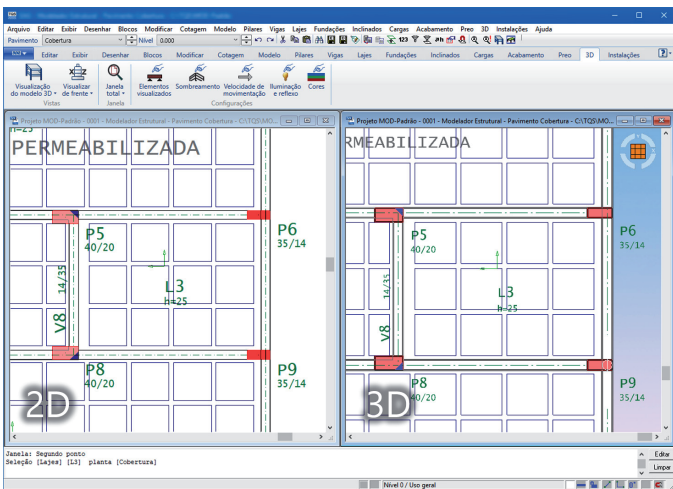 Arquivo Editar Exibir Desenhar Blocos Modificar Cotagem Modelo Pilares Vigas Lajes Fundações Inclinados Cargas Acabamento Preo 3D Instalações Ajuda
Pavimento Cobertura Nível 0.000 123
Editar Exibir Desenhar Blocos Modificar Cotagem Modelo Pilares Vigas Lajes Fundações Inclinados Cargas Acabamento Preo 3D Instalações
Visualização do modelo 3D
Visualizar de frente
Janela total
Elementos visualizados
Sombreamento
Velocidade de movimentação
Iluminação e reflexo
Cores
Vistas Janela Configurações
Projeto MOD-Padrão - 0001 - Modelador Estrutural - Pavimento Cobertura - C:\TQS\MOD...
h=25
PERMEABILIZADA
P5
40/20
P6
35/14
14/35
L3
h=25
V8
P8
40/20
P9
35/14
2D
Projeto MOD-Padrão - 0001 - Modelador Estrutural - Pavimento Cobertura - C:\TQS\MO...
RMEABILIZADA
P5
40/20
P6
35/14
14/35
L3
h=25
V8
P8
40/20
P9
35/14
3D
Janela: Segundo ponto
Seleção [Lajes] [L3] planta [Cobertura]
Editar
Limpar
Nível 0 / Uso geral